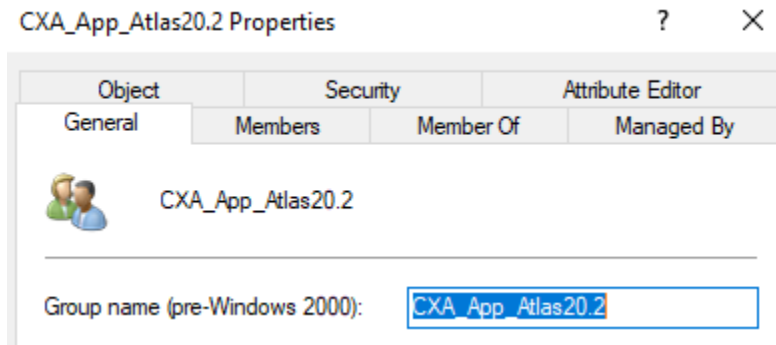 CXA_App_Atlas20.2 Properties ? ×
Object Security Attribute Editor
General Members Member Of Managed By
CXA_App_Atlas20.2
Group name (pre-Windows 2000): CXA_App_Atlas20.2